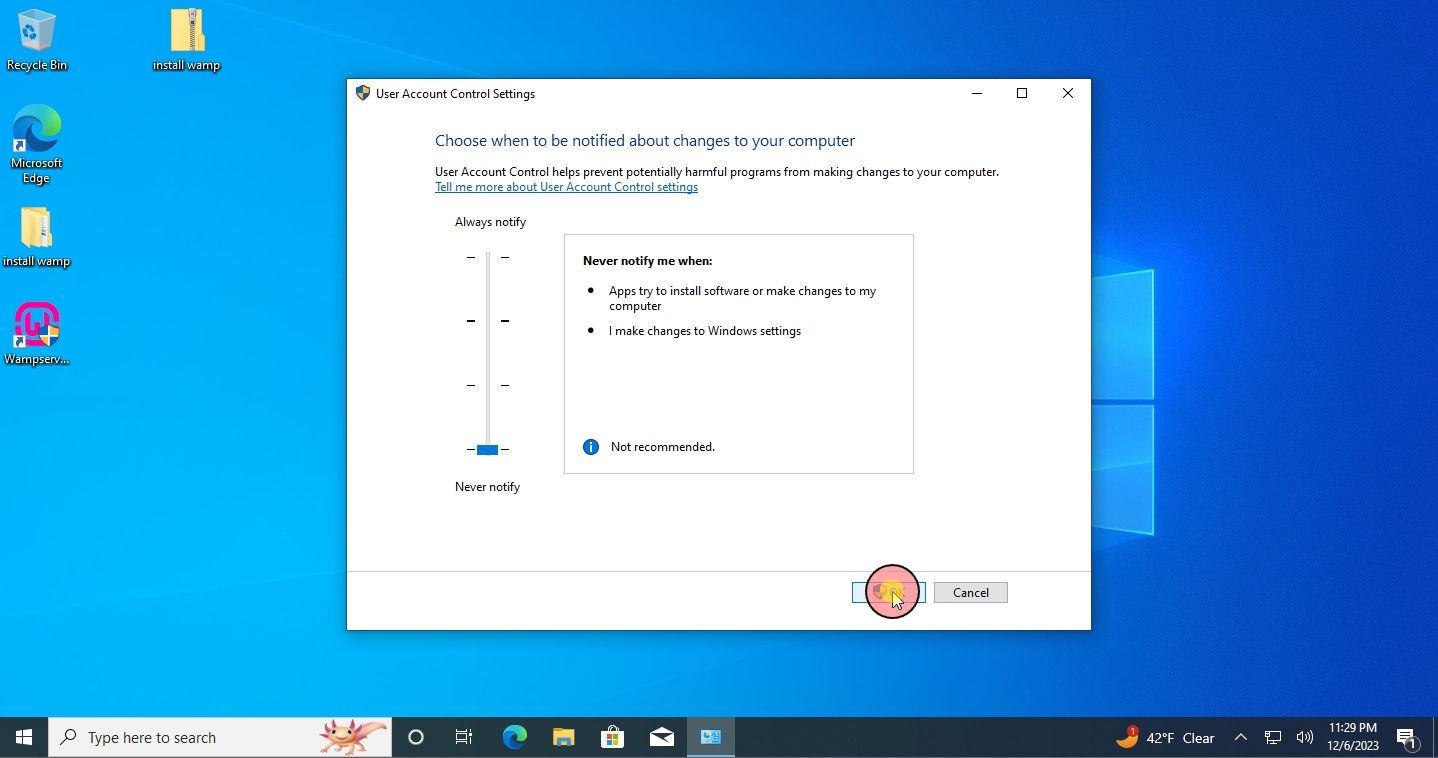 Recycle Bin
install wamp
Microsoft
Edge
install wamp
Wampserv...
User Account Control Settings
Choose when to be notified about changes to your computer
User Account Control helps prevent potentially harmful programs from making changes to your computer.
Tell me more about User Account Control settings
Always notify
Never notify me when:
Apps try to install software or make changes to my
computer
I make changes to Windows settings
Not recommended.
Never notify
Cancel
Type here to search
1
42°F Clear
11:29 PM
12/6/2023
1